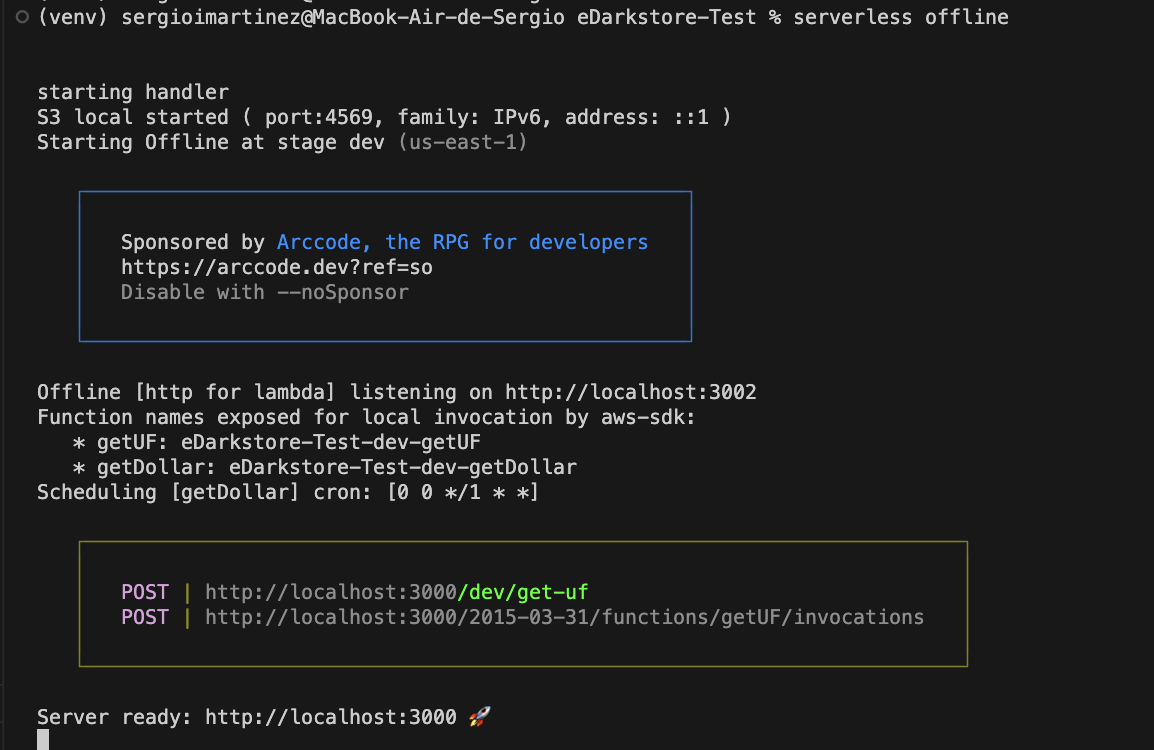 (venv) sergioimartinez@MacBook-Air-de-Sergio eDarkstore-Test % serverless offline
starting handler
S3 local started ( port:4569, family: IPv6, address: ::1 )
Starting Offline at stage dev (us-east-1)
Sponsored by Arccode, the RPG for developers
https://arccode.dev?ref=so
Disable with --noSponsor
Offline [http for lambda] listening on http://localhost:3002
Function names exposed for local invocation by aws-sdk:
* getUF: eDarkstore-Test-dev-getUF
* getDollar: eDarkstore-Test-dev-getDollar
Scheduling [getDollar] cron: [0 0 */1 * *]
POST | http://localhost:3000/dev/get-uf
POST | http://localhost:3000/2015-03-31/functions/getUF/invocations
Server ready: http://localhost:3000 🚀